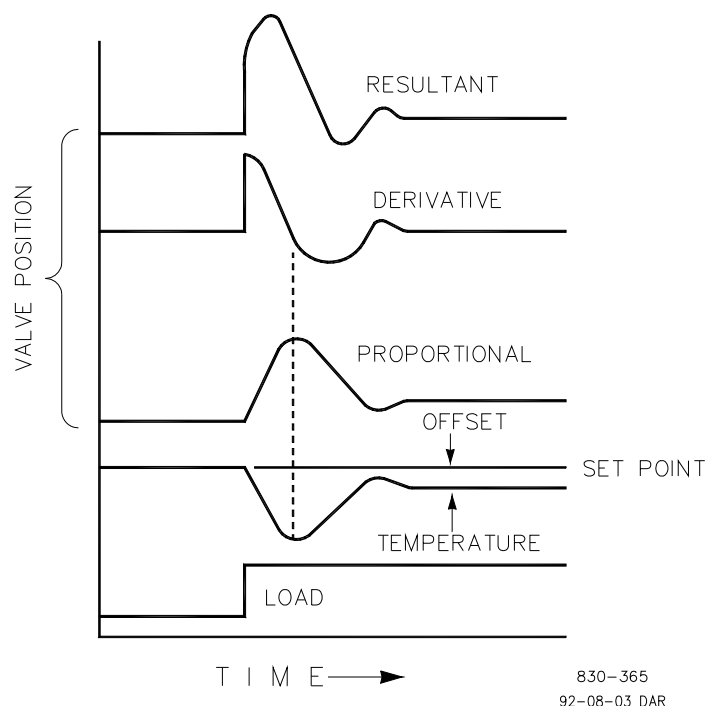 RESULTANT
DERIVATIVE
VALVE POSITION
PROPORTIONAL
OFFSET
SET POINT
TEMPERATURE
LOAD
TIME
830-365
92-08-03 DAR